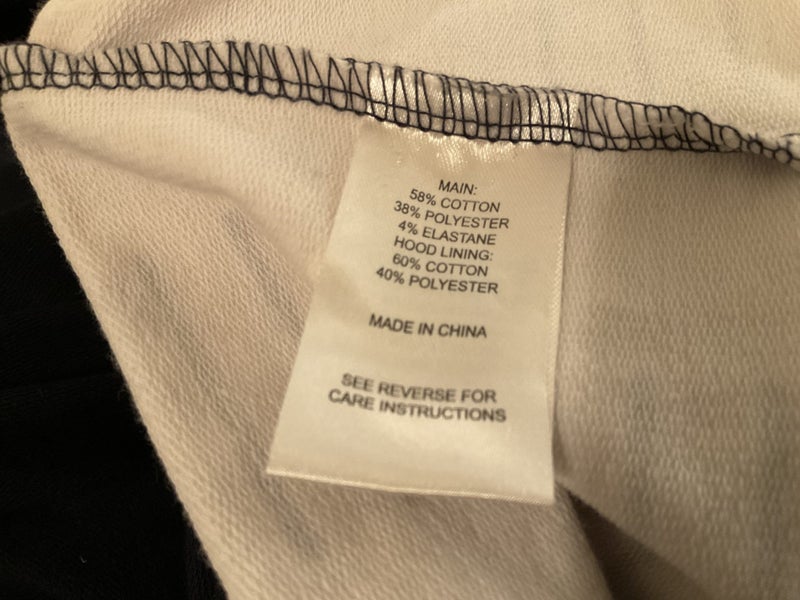 MAIN:
58% COTTON
38% POLYESTER
4% ELASTANE
HOOD LINING:
60% COTTON
40% POLYESTER
MADE IN CHINA
SEE REVERSE FOR
CARE INSTRUCTIONS